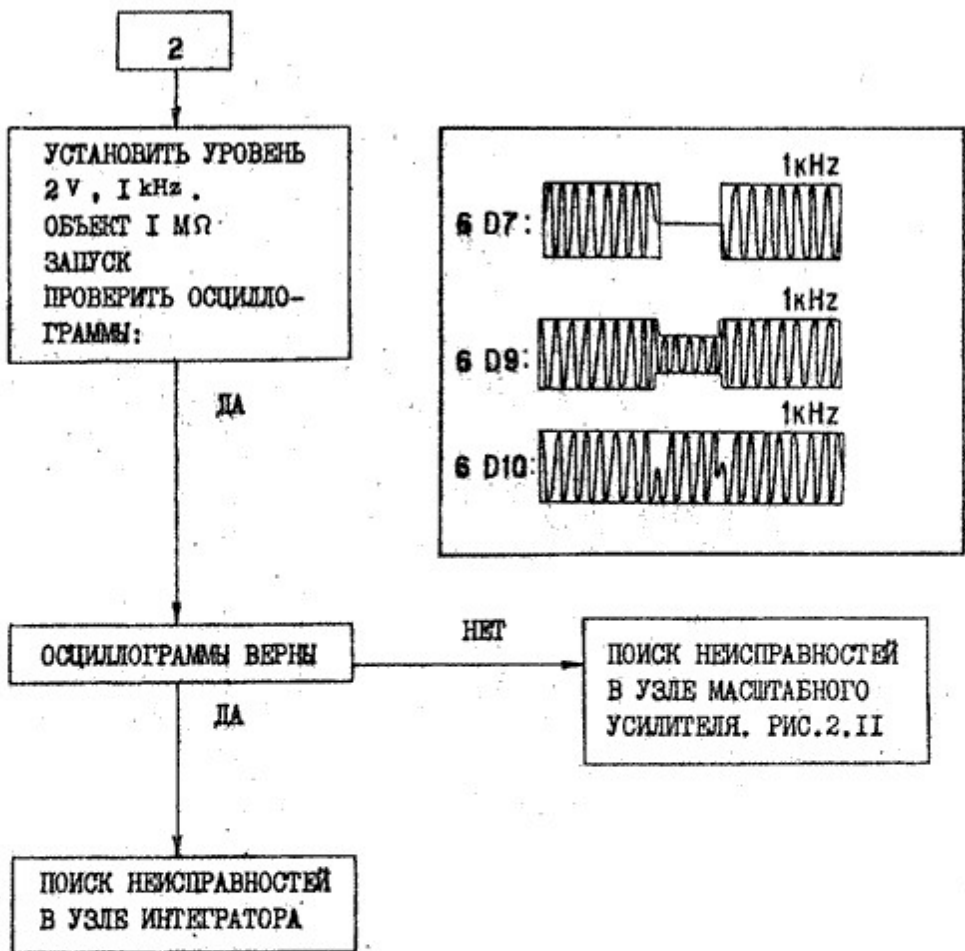 2
УСТАНОВИТЬ УРОВЕНЬ
2 V , I kHz .
ОБЪЕКТ I МΩ
ЗАПУСК
ПРОВЕРИТЬ ОСЦИЛЛО-
ГРАММЫ:
1кHz
6 D7:
1кHz
6 D9:
1кHz
6 D10:
ДА
ОСЦИЛЛОГРАММЫ ВЕРНЫ
НЕТ
ПОИСК НЕИСПРАВНОСТЕЙ
В УЗЛЕ МАСШТАБНОГО
УСИЛИТЕЛЯ. РИС.2.II
ДА
ПОИСК НЕИСПРАВНОСТЕЙ
В УЗЛЕ ИНТЕГРАТОРА